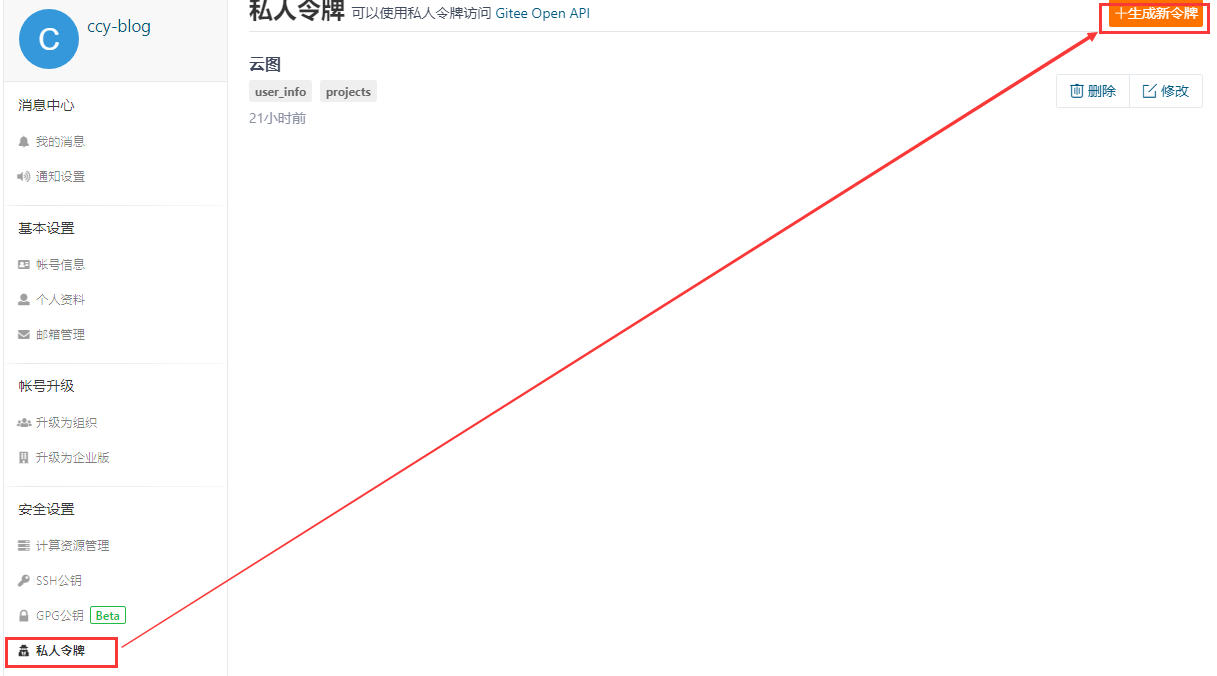 C
ccy-blog
消息中心
我的消息
通知设置
基本设置
帐号信息
个人资料
邮箱管理
帐号升级
升级为组织
升级为企业版
安全设置
计算资源管理
SSH公钥
GPG公钥 Beta
私人令牌
私人令牌 可以使用私人令牌访问 Gitee Open API
+生成新令牌
云图
user_info projects
21小时前
删除 修改